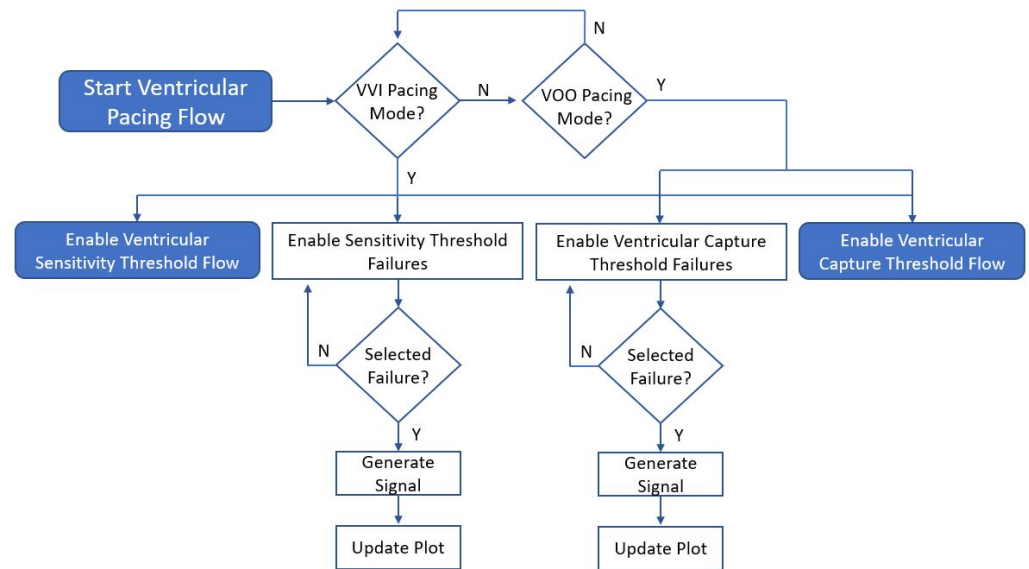 N
Start Ventricular
Pacing Flow
VVI Pacing
Mode?
N
VOO Pacing
Mode?
Y
Y
Enable Ventricular
Sensitivity Threshold Flow
Enable Sensitivity Threshold
Failures
Enable Ventricular Capture
Threshold Failures
Enable Ventricular
Capture Threshold Flow
N
Selected
Failure?
N
Selected
Failure?
Y
Y
Generate
Signal
Generate
Signal
Update Plot
Update Plot